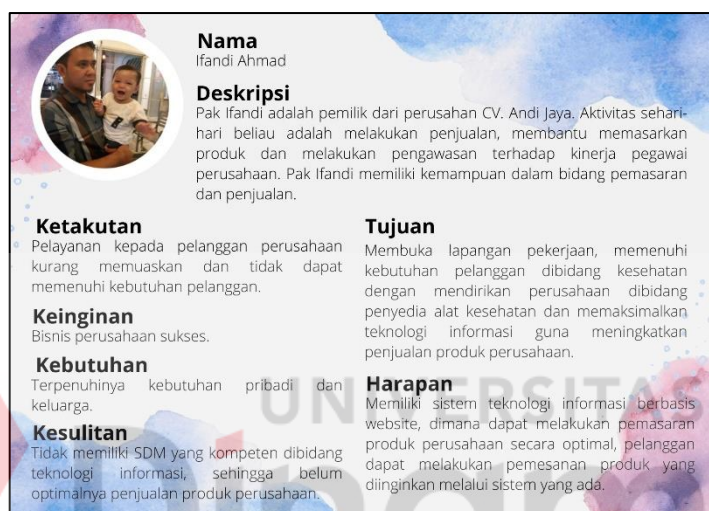 Nama
Ifandi Ahmad
Deskripsi
Pak Ifandi adalah pemilik dari perusahan CV. Andi Jaya. Aktivitas sehari-
hari beliau adalah melakukan penjualan, membantu memasarkan
produk dan melakukan pengawasan terhadap kinerja pegawai
perusahaan. Pak Ifandi memiliki kemampuan dalam bidang pemasaran
dan penjualan.
Ketakutan
Pelayanan kepada pelanggan perusahaan
kurang memuaskan dan tidak dapat
memenuhi kebutuhan pelanggan.
Keinginan
Bisnis perusahaan sukses.
Kebutuhan
Terpenuhinya kebutuhan pribadi dan
keluarga.
Kesulitan
Tidak memiliki SDM yang kompeten dibidang
teknologi informasi, sehingga belum
optimalnya penjualan produk perusahaan.
Tujuan
Membuka lapangan pekerjaan, memenuhi
kebutuhan pelanggan dibidang kesehatan
dengan mendirikan perusahaan dibidang
penyedia alat kesehatan dan memaksimalkan
teknologi informasi guna meningkatkan
penjualan produk perusahaan.
Harapan
Memiliki sistem teknologi informasi berbasis
website, dimana dapat melakukan pemasaran
produk perusahaan secara optimal, pelanggan
dapat melakukan pemesanan produk yang
diinginkan melalui sistem yang ada.
UNIVERSITAS